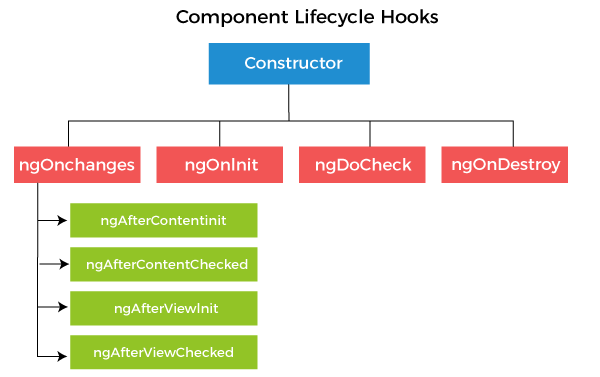 Component Lifecycle Hooks
Constructor
ngOnchanges
ngOnInit
ngDoCheck
ngOnDestroy
ngAfterContentinit
ngAfterContentChecked
ngAfterViewInit
ngAfterViewChecked